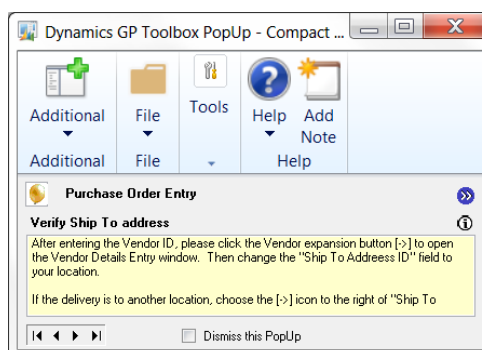 Dynamics GP Toolbox PopUp - Compact ...
Additional
File
Tools
Help
Add
Note
Additional
File
Help
Purchase Order Entry
Verify Ship To address
After entering the Vendor ID, please click the Vendor expansion button [->] to open
the Vendor Details Entry window. Then change the "Ship To Addreess ID" field to
your location.
If the delivery is to another location, choose the [->] icon to the right of "Ship To
Dismiss this PopUp